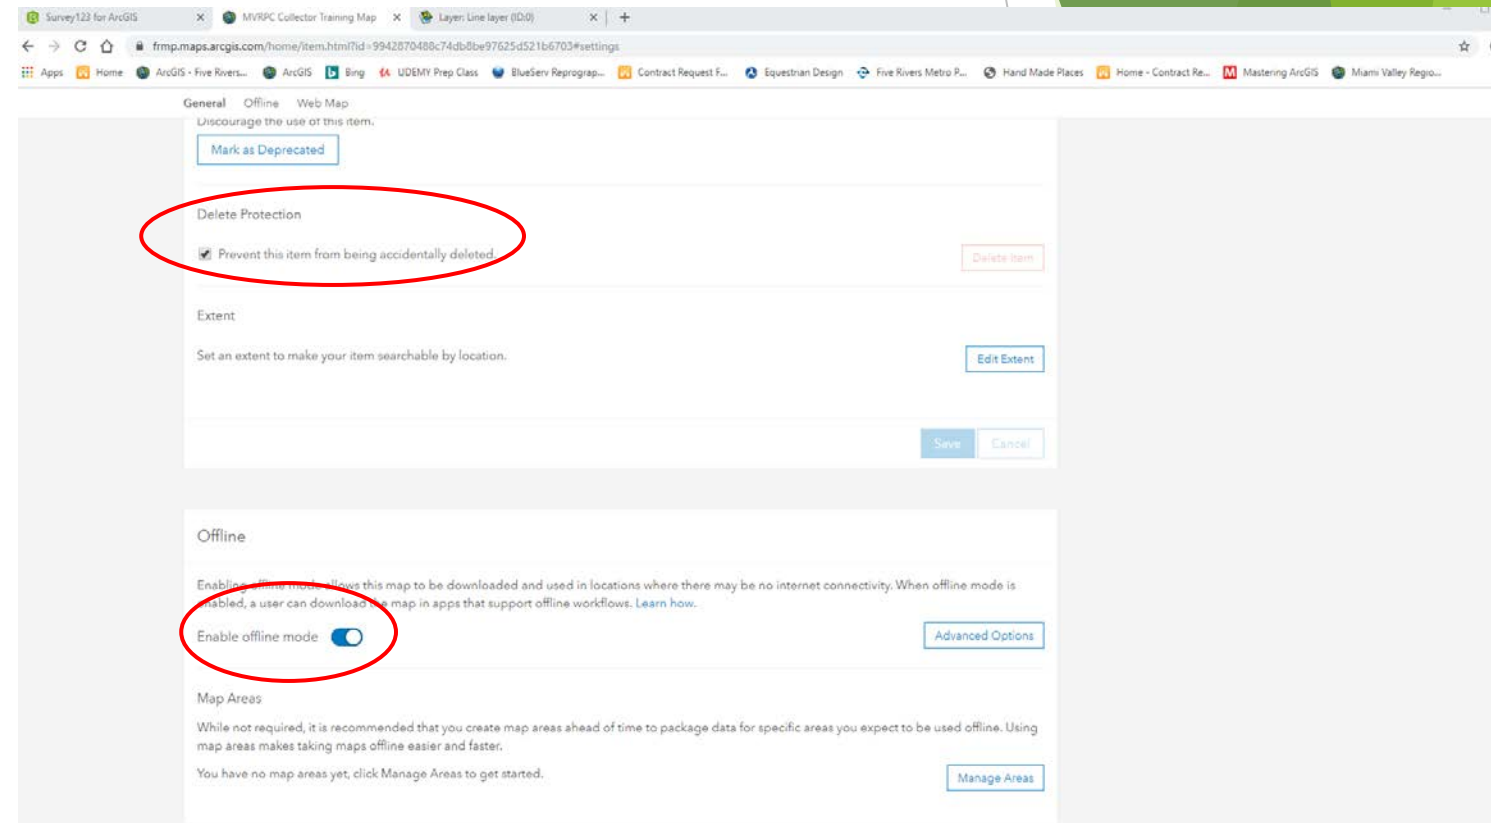 Survey123 for ArcGIS
MVRPC Collector Training Map
Layer: Line layer (ID:0)
frmp.maps.arcgis.com/home/item.html?id=9942870488c74db8be97625d521b6703#settings
Apps Home ArcGIS - Five Rivers... ArcGIS Bing UDEMY Prep Class BlueServ Reprograp... Contract Request F... Equestrian Design Five Rivers Metro P... Hand Made Places Home - Contract Re... Mastering ArcGIS Miami Valley Regio...
General Offline Web Map
Discourage the use of this item.
Mark as Deprecated
Delete Protection
Prevent this item from being accidentally deleted.
Delete Item
Extent
Set an extent to make your item searchable by location.
Edit Extent
Save Cancel
Offline
Enabling offline mode allows this map to be downloaded and used in locations where there may be no internet connectivity. When offline mode is
enabled, a user can download the map in apps that support offline workflows. Learn how.
Enable offline mode
Advanced Options
Map Areas
While not required, it is recommended that you create map areas ahead of time to package data for specific areas you expect to be used offline. Using
map areas makes taking maps offline easier and faster.
You have no map areas yet, click Manage Areas to get started.
Manage Areas